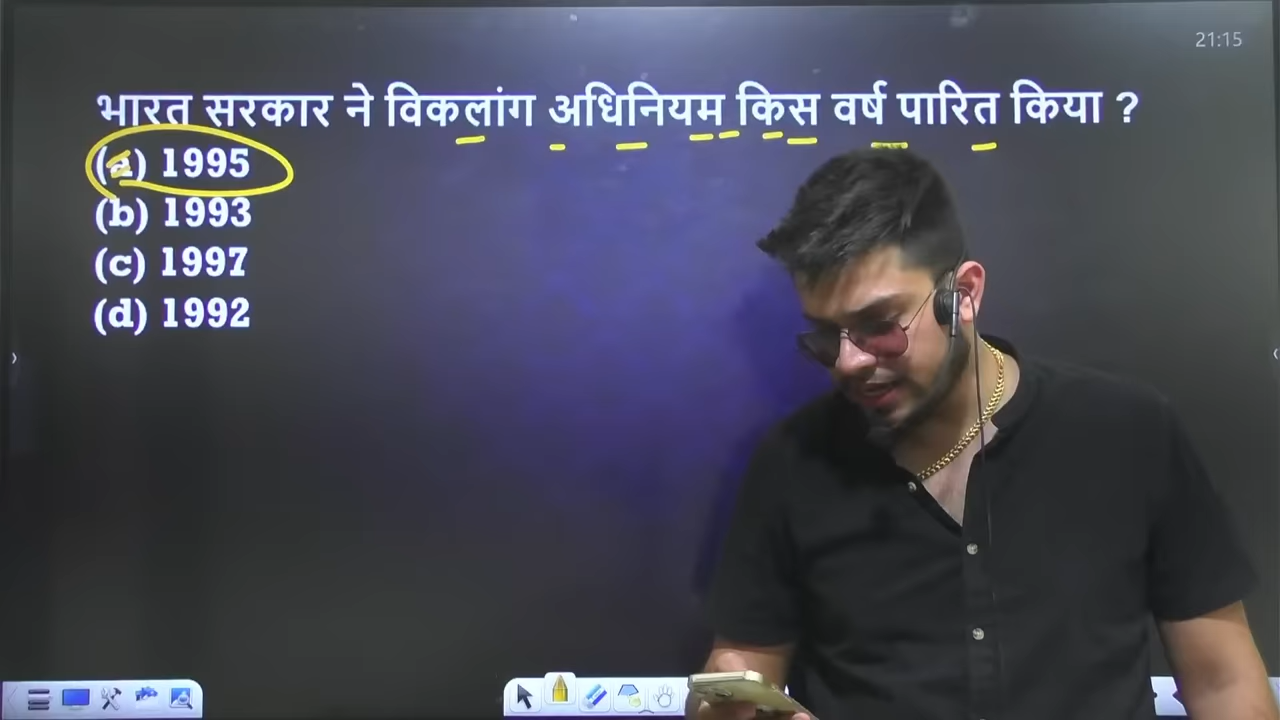 21:15
भारत सरकार ने विकलांग अधिनियम किस वर्ष पारित किया ?
(a) 1995
(b) 1993
(c) 1997
(d) 1992